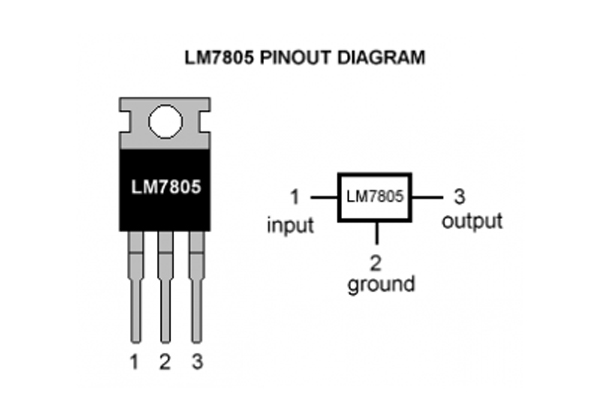 LM7805 PINOUT DIAGRAM
LM7805
1 2 3
1 LM7805 3
input output
2
ground